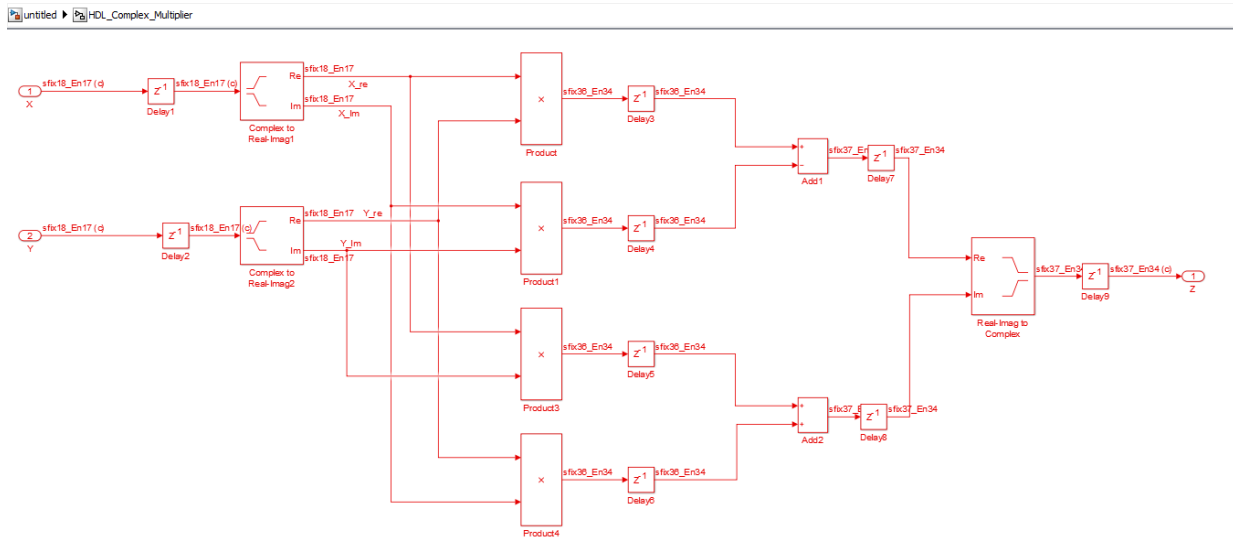 untitled ▶ HDL_Complex_Multiplier
1
X
sfix18_En17 (c)
Z-1
Delay1
sfix18_En17 (c)
Re
Im
Complex to
Real-Imag1
sfix18_En17
X_re
sfix18_En17
X_Im
×
Product
sfix36_En34
Z-1
Delay3
sfix36_En34
+
−
Add1
sfix37_En
Z-1
Delay7
sfix37_En34
×
Product1
sfix36_En34
Z-1
Delay4
sfix36_En34
2
Y
sfix18_En17 (c)
Z-1
Delay2
sfix18_En17 (c)
Re
Im
Complex to
Real-Imag2
sfix18_En17
Y_re
Y_Im
sfix18_En17
Re
Im
Real-Imag to
Complex
sfix37_En34
Z-1
Delay9
sfix37_En34 (c)
1
Z
×
Product3
sfix36_En34
Z-1
Delay5
sfix36_En34
+
+
Add2
sfix37_E
Z-1
Delay8
sfix37_En34
×
Product4
sfix36_En34
Z-1
Delay6
sfix36_En34